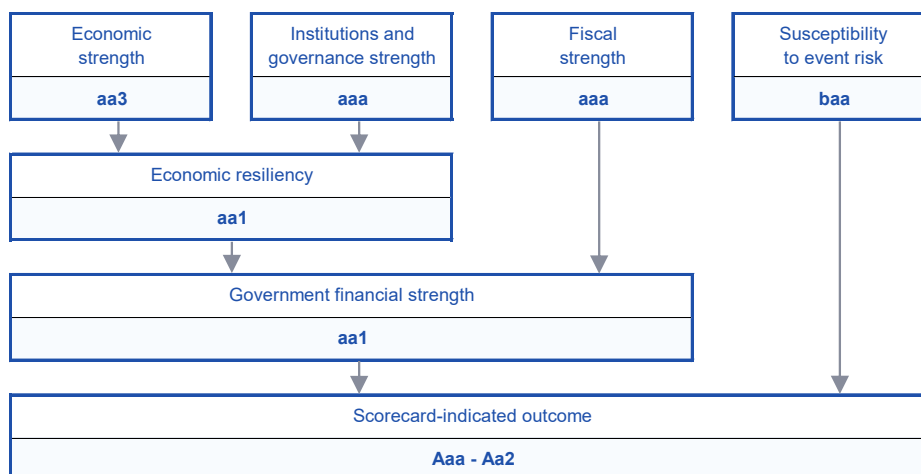 Economic
strength
aa3
Institutions and
governance strength
aaa
Fiscal
strength
aaa
Susceptibility
to event risk
baa
Economic resiliency
aa1
Government financial strength
aa1
Scorecard-indicated outcome
Aaa - Aa2